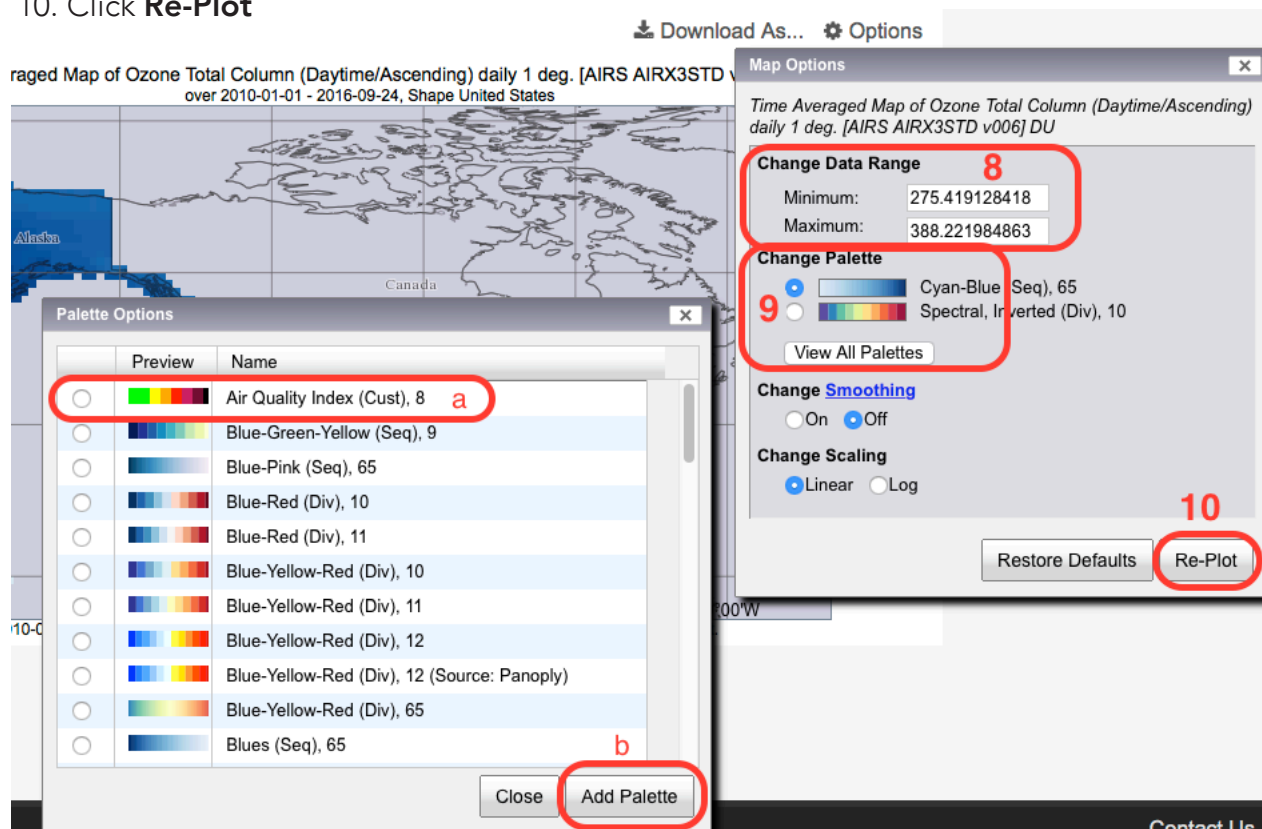 10. Click Re-Plot
Download As... Options
raged Map of Ozone Total Column (Daytime/Ascending) daily 1 deg. [AIRS AIRX3STD v
over 2010-01-01 - 2016-09-24, Shape United States
Alaska
Canada
Map Options
Time Averaged Map of Ozone Total Column (Daytime/Ascending)
daily 1 deg. [AIRS AIRX3STD v006] DU
Change Data Range 8
Minimum: 275.419128418
Maximum: 388.221984863
Change Palette
Cyan-Blue (Seq), 65
9 Spectral, Inverted (Div), 10
View All Palettes
Change Smoothing
On Off
Change Scaling
Linear Log
10
Restore Defaults Re-Plot
Palette Options
Preview Name
Air Quality Index (Cust), 8 a
Blue-Green-Yellow (Seq), 9
Blue-Pink (Seq), 65
Blue-Red (Div), 10
Blue-Red (Div), 11
Blue-Yellow-Red (Div), 10
Blue-Yellow-Red (Div), 11
Blue-Yellow-Red (Div), 12
Blue-Yellow-Red (Div), 12 (Source: Panoply)
Blue-Yellow-Red (Div), 65
Blues (Seq), 65
b
Close Add Palette
00'W
10-0
Contact Us